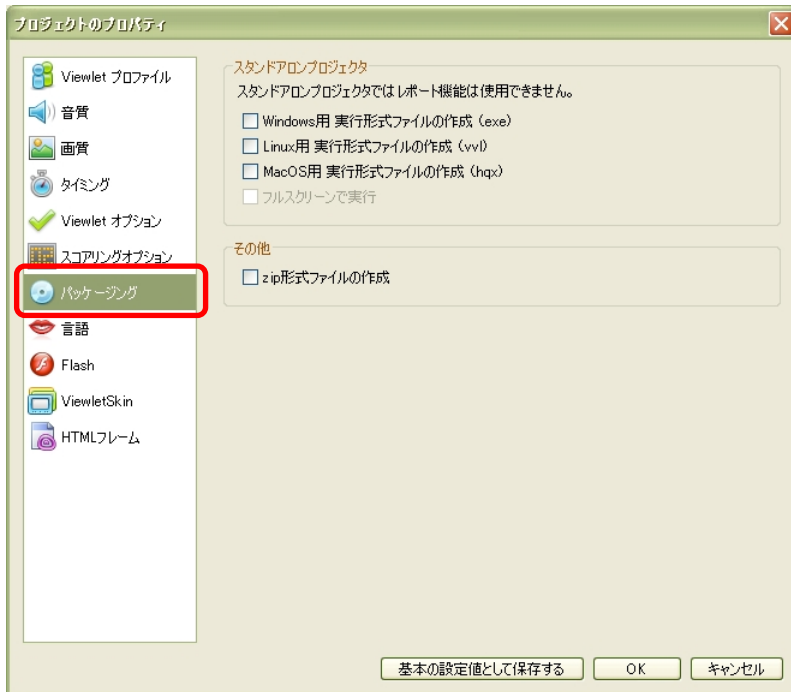 プロジェクトのプロパティ
Viewlet プロファイル
音質
画質
タイミング
Viewlet オプション
スコアリングオプション
パッケージング
言語
Flash
ViewletSkin
HTMLフレーム
スタンドアロンプロジェクタ
スタンドアロンプロジェクタではレポート機能は使用できません。
Windows用 実行形式ファイルの作成 (exe)
Linux用 実行形式ファイルの作成 (vvl)
MacOS用 実行形式ファイルの作成 (hqx)
フルスクリーンで実行
その他
zip形式ファイルの作成
基本の設定値として保存する
OK
キャンセル